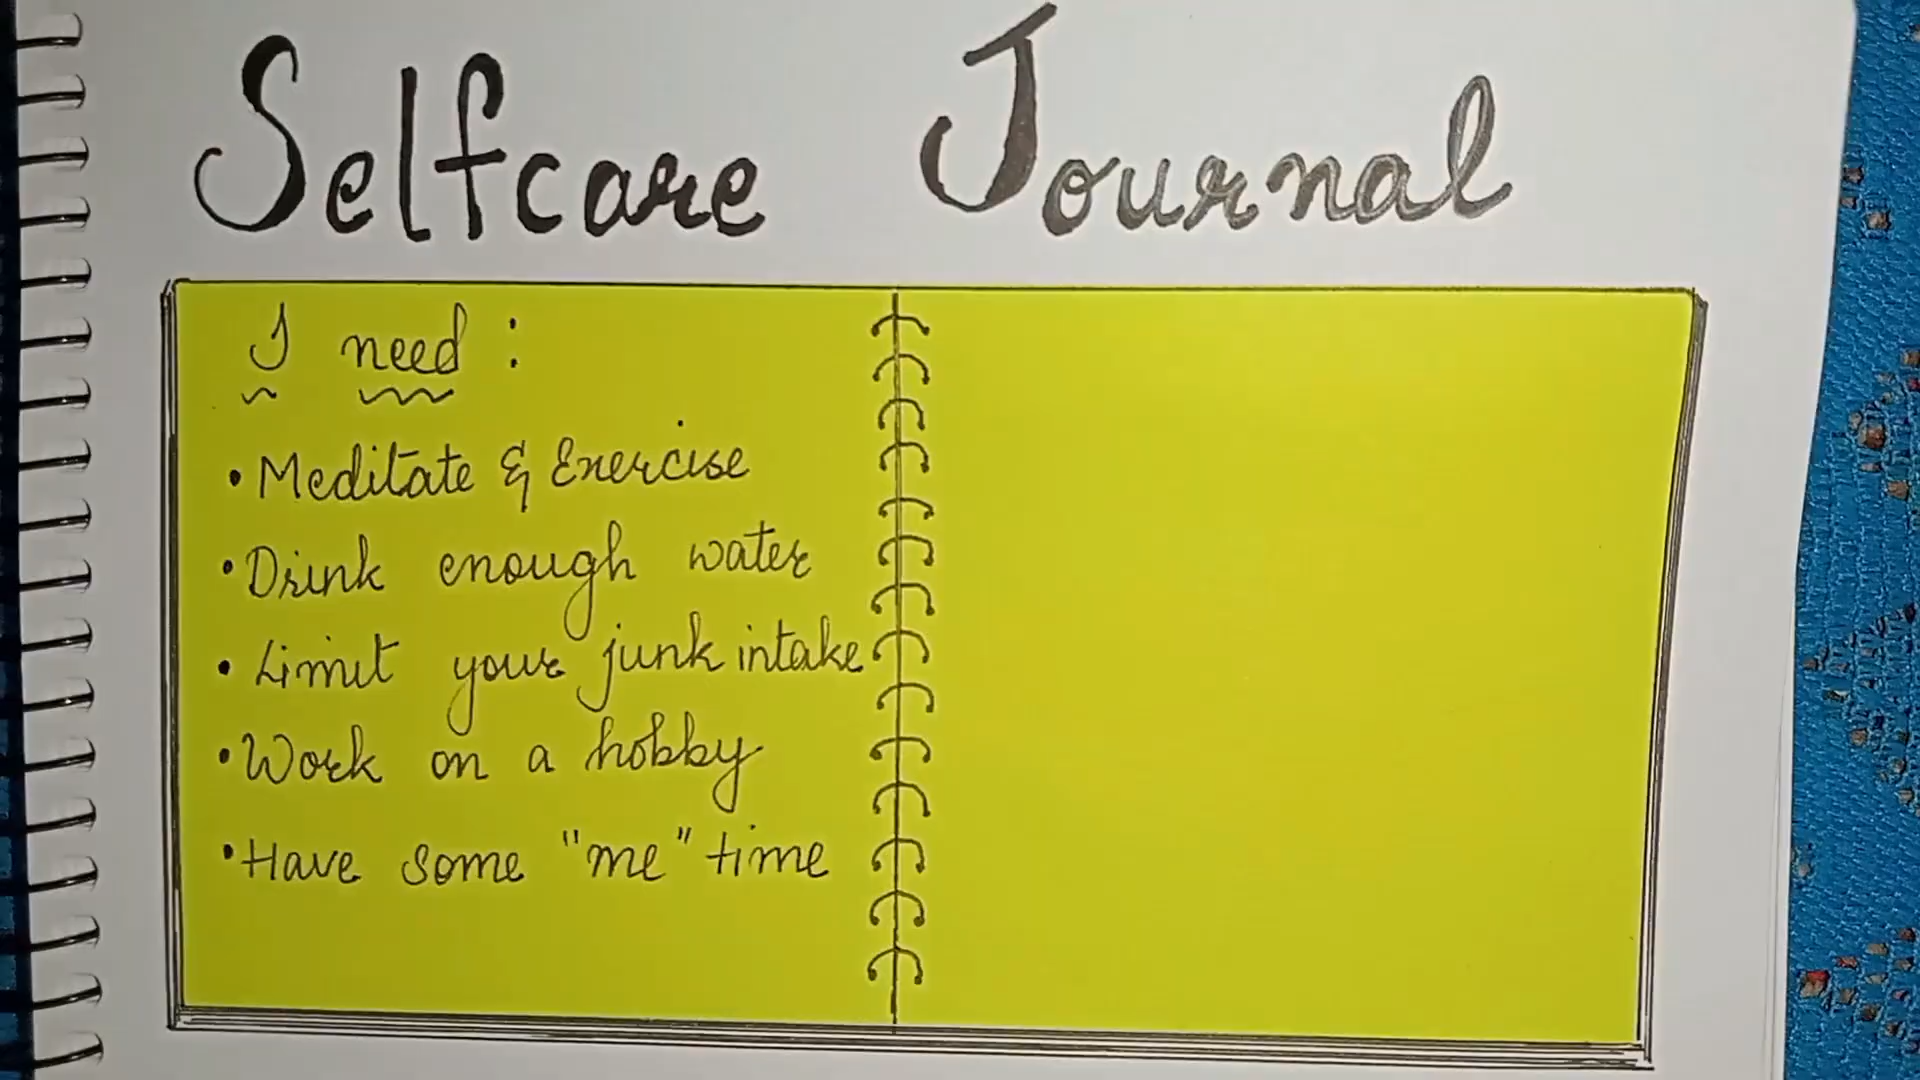 Selfcare Journal
I need :
• Meditate & Exercise
• Drink enough water
• Limit your junk intake
• Work on a hobby
• Have some "me" time